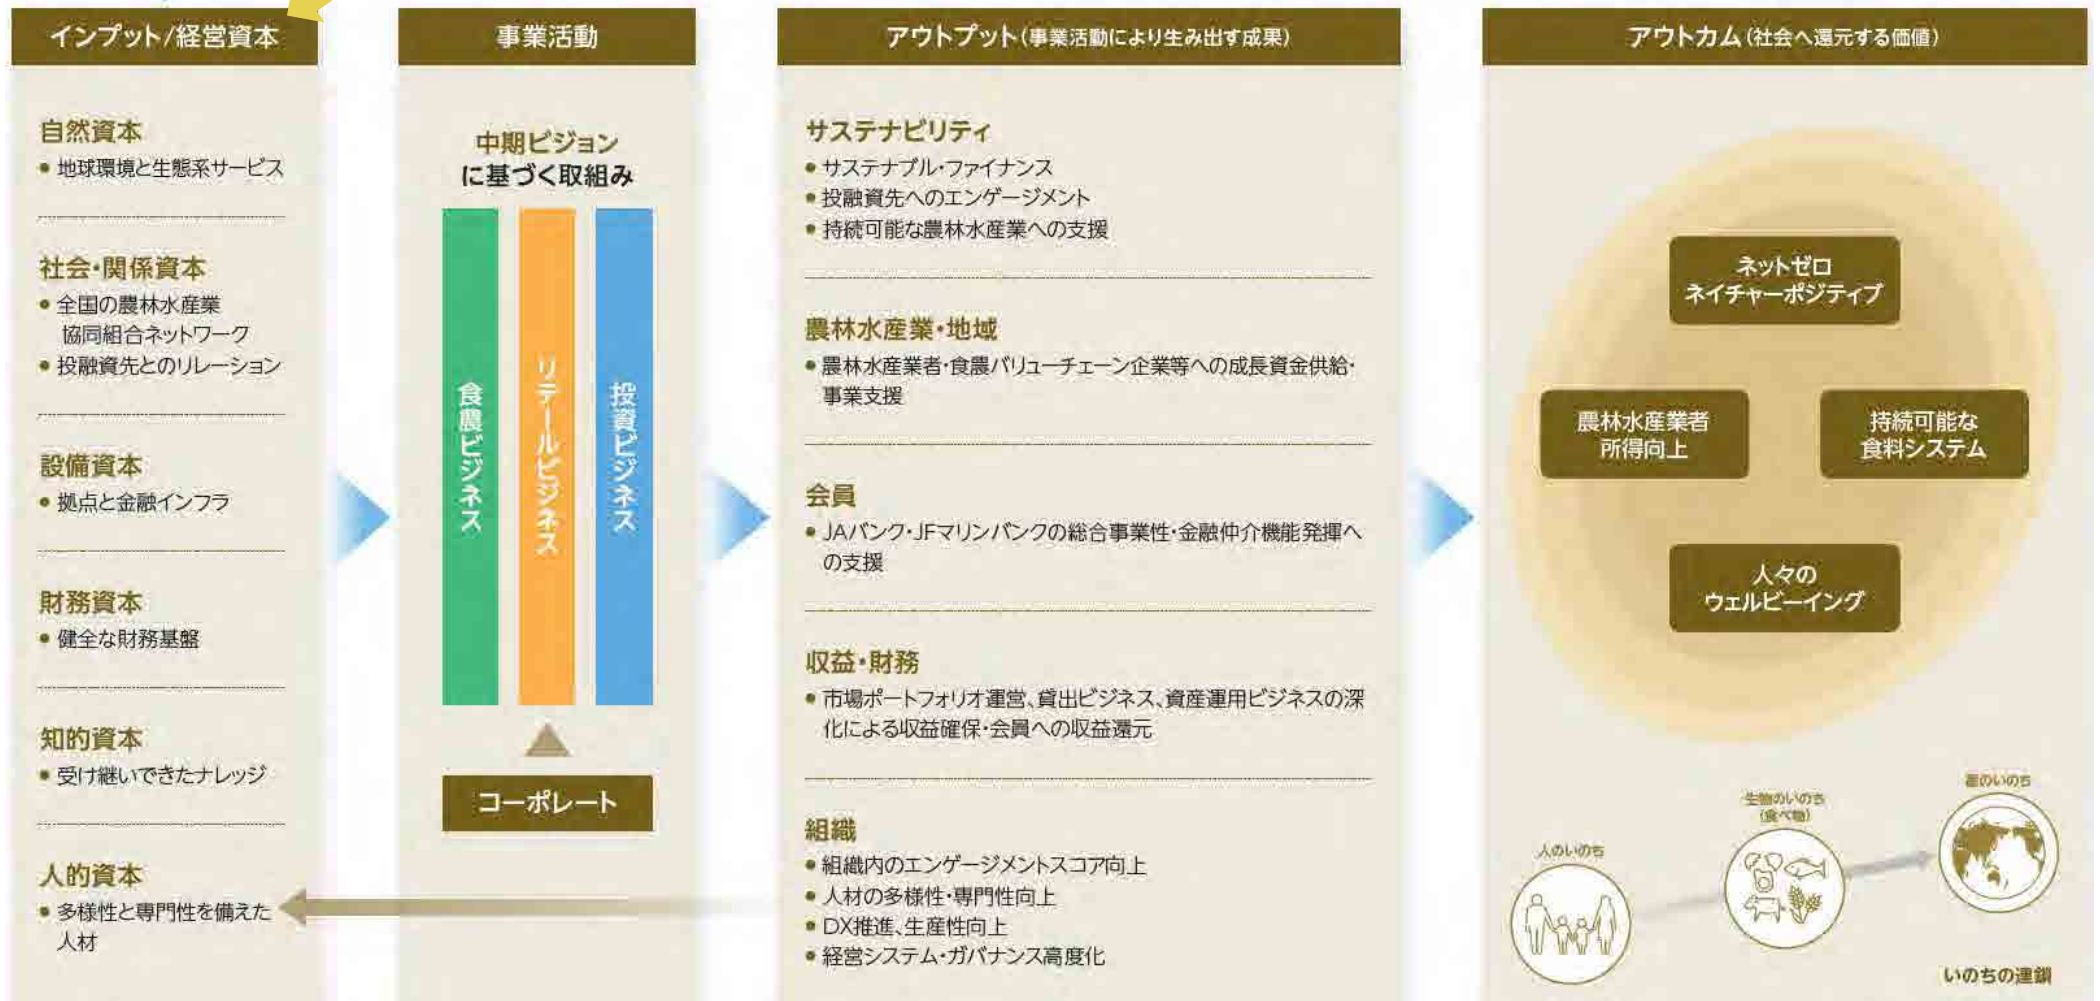 インプット/経営資本
自然資本
• 地球環境と生態系サービス
社会・関係資本
• 全国の農林水産業
協同組合ネットワーク
• 投融資先とのリレーション
設備資本
• 拠点と金融インフラ
財務資本
• 健全な財務基盤
知的資本
• 受け継いできたナレッジ
人的資本
• 多様性と専門性を備えた
人材
事業活動
中期ビジョン
に基づく取組み
食農ビジネス
リテールビジネス
投資ビジネス
コーポレート
アウトプット(事業活動により生み出す成果)
サステナビリティ
• サステナブル・ファイナンス
• 投融資先へのエンゲージメント
• 持続可能な農林水産業への支援
農林水産業・地域
• 農林水産業者・食農バリューチェーン企業等への成長資金供給・
事業支援
会員
• JAバンク・JFマリンバンクの総合事業性・金融仲介機能発揮へ
の支援
収益・財務
• 市場ポートフォリオ運営、貸出ビジネス、資産運用ビジネスの深
化による収益確保・会員への収益還元
組織
• 組織内のエンゲージメントスコア向上
• 人材の多様性・専門性向上
• DX推進、生産性向上
• 経営システム・ガバナンス高度化
アウトカム(社会へ還元する価値)
ネットゼロ
ネイチャーポジティブ
農林水産業者
所得向上
持続可能な
食料システム
人々の
ウェルビーイング
人のいのち
生物のいのち
(食べ物)
星のいのち
いのちの連鎖